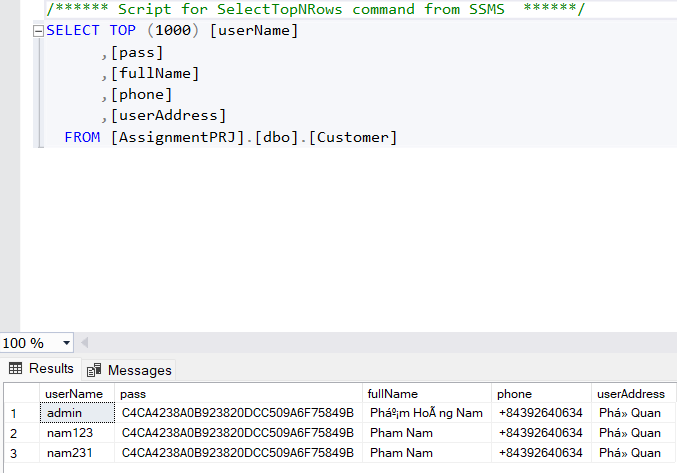 /****** Script for SelectTopNRows command from SSMS  ******/
SELECT TOP (1000) [userName]
,[pass]
,[fullName]
,[phone]
,[userAddress]
FROM [AssignmentPRJ].[dbo].[Customer]
100 %
Results Messages
userName pass fullName phone userAddress
1 admin C4CA4238A0B923820DCC509A6F75849B Pháº¡m HoÃ ng Nam +84392640634 Phá» Quan
2 nam123 C4CA4238A0B923820DCC509A6F75849B Pham Nam +84392640634 Phá» Quan
3 nam231 C4CA4238A0B923820DCC509A6F75849B Pham Nam +84392640634 Phá» Quan